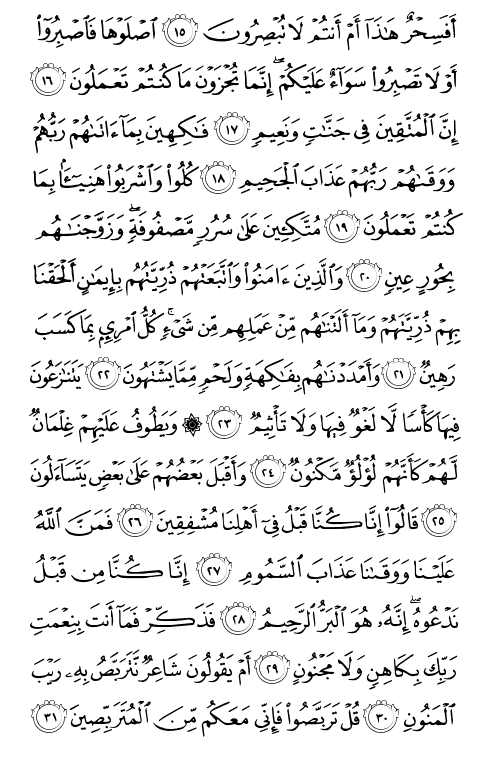 أَفَسِحۡرٌ هَٰذَآ أَمۡ أَنتُمۡ لَا تُبۡصِرُونَ ١٥ ٱصۡلَوۡهَا فَٱصۡبِرُوٓاْ
أَوۡ لَا تَصۡبِرُواْ سَوَآءٌ عَلَيۡكُمۡۖ إِنَّمَا تُجۡزَوۡنَ مَا كُنتُمۡ تَعۡمَلُونَ ١٦
إِنَّ ٱلۡمُتَّقِينَ فِي جَنَّٰتٖ وَنَعِيمٖ ١٧ فَٰكِهِينَ بِمَآ ءَاتَىٰهُمۡ رَبُّهُمۡ
وَوَقَىٰهُمۡ رَبُّهُمۡ عَذَابَ ٱلۡجَحِيمِ ١٨ كُلُواْ وَٱشۡرَبُواْ هَنِيٓـَٔۢا بِمَا
كُنتُمۡ تَعۡمَلُونَ ١٩ مُتَّكِـِٔينَ عَلَىٰ سُرُرٖ مَّصۡفُوفَةٖۖ وَزَوَّجۡنَٰهُم
بِحُورٍ عِينٖ ٢٠ وَٱلَّذِينَ ءَامَنُواْ وَٱتَّبَعَتۡهُمۡ ذُرِّيَّتُهُم بِإِيمَٰنٍ أَلۡحَقۡنَا
بِهِمۡ ذُرِّيَّتَهُمۡ وَمَآ أَلَتۡنَٰهُم مِّنۡ عَمَلِهِم مِّن شَيۡءٖۚ كُلُّ ٱمۡرِيِٕۭ بِمَا كَسَبَ
رَهِينٞ ٢١ وَأَمۡدَدۡنَٰهُم بِفَٰكِهَةٖ وَلَحۡمٖ مِّمَّا يَشۡتَهُونَ ٢٢ يَتَنَٰزَعُونَ
فِيهَا كَأۡسٗا لَّا لَغۡوٞ فِيهَا وَلَا تَأۡثِيمٞ ٢٣ ۞ وَيَطُوفُ عَلَيۡهِمۡ غِلۡمَانٞ
لَّهُمۡ كَأَنَّهُمۡ لُؤۡلُؤٞ مَّكۡنُونٞ ٢٤ وَأَقۡبَلَ بَعۡضُهُمۡ عَلَىٰ بَعۡضٖ يَتَسَآءَلُونَ
٢٥ قَالُوٓاْ إِنَّا كُنَّا قَبۡلُ فِيٓ أَهۡلِنَا مُشۡفِقِينَ ٢٦ فَمَنَّ ٱللَّهُ
عَلَيۡنَا وَوَقَىٰنَا عَذَابَ ٱلسَّمُومِ ٢٧ إِنَّا كُنَّا مِن قَبۡلُ
نَدۡعُوهُۖ إِنَّهُۥ هُوَ ٱلۡبَرُّ ٱلرَّحِيمُ ٢٨ فَذَكِّرۡ فَمَآ أَنتَ بِنِعۡمَتِ
رَبِّكَ بِكَاهِنٖ وَلَا مَجۡنُونٍ ٢٩ أَمۡ يَقُولُونَ شَاعِرٞ نَّتَرَبَّصُ بِهِۦ رَيۡبَ
ٱلۡمَنُونِ ٣٠ قُلۡ تَرَبَّصُواْ فَإِنِّي مَعَكُم مِّنَ ٱلۡمُتَرَبِّصِينَ ٣١